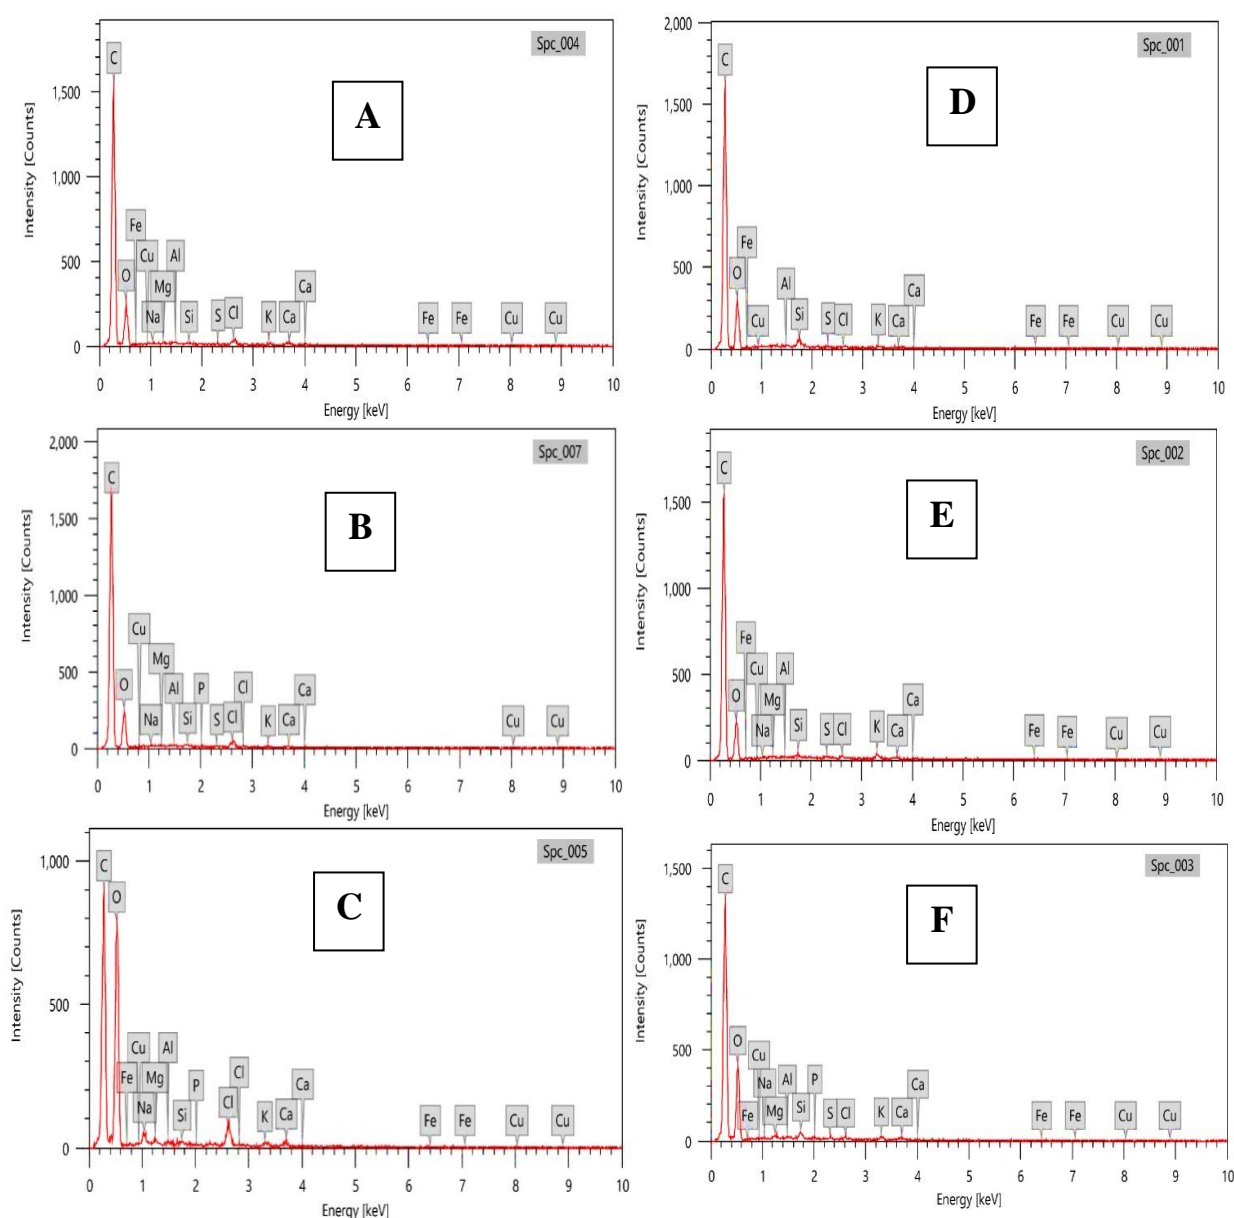 Spc_004
A
Intensity [Counts]
1,500
1,000
500
0
C
Fe
Cu
Al
O
Mg
Ca
Na
Si
S
Cl
K
Ca
Fe
Fe
Cu
Cu
0 1 2 3 4 5 6 7 8 9 10
Energy [keV]
Spc_007
B
Intensity [Counts]
2,000
1,500
1,000
500
0
C
Cu
Mg
O
Al
P
Cl
Ca
Na
Si
S
Cl
K
Ca
Cu
Cu
0 1 2 3 4 5 6 7 8 9 10
Energy [keV]
Spc_005
C
Intensity [Counts]
1,000
500
0
C
O
Cu
Al
Fe
Mg
P
Cl
Ca
Na
Si
Cl
K
Ca
Fe
Fe
Cu
Cu
0 1 2 3 4 5 6 7 8 9 10
Energy [keV]
Spc_001
D
Intensity [Counts]
2,000
1,500
1,000
500
0
C
Fe
O
Al
Ca
Cu
Si
S
Cl
K
Ca
Fe
Fe
Cu
Cu
0 1 2 3 4 5 6 7 8 9 10
Energy [keV]
Spc_002
E
Intensity [Counts]
1,500
1,000
500
0
C
Fe
Cu
Al
O
Mg
Ca
Na
Si
S
Cl
K
Ca
Fe
Fe
Cu
Cu
0 1 2 3 4 5 6 7 8 9 10
Energy [keV]
Spc_003
F
Intensity [Counts]
1,500
1,000
500
0
C
O
Cu
Na
Al
P
Ca
Fe
Mg
Si
S
Cl
K
Ca
Fe
Fe
Cu
Cu
0 1 2 3 4 5 6 7 8 9 10
Energy [keV]